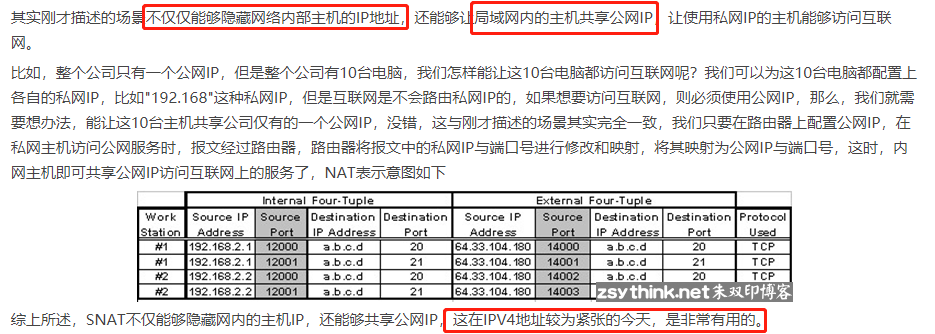 其实刚才描述的场景不仅仅能够隐藏网络内部主机的IP地址，还能够让局域网内的主机共享公网IP，让使用私网IP的主机能够访问互联
网。
比如，整个公司只有一个公网IP，但是整个公司有10台电脑，我们怎样能让这10台电脑都访问互联网呢？我们可以为这10台电脑都配置上
各自的私网IP，比如"192.168"这种私网IP，但是互联网是不会路由私网IP的，如果想要访问互联网，则必须使用公网IP，那么，我们就需
要想办法，能让这10台主机共享公司仅有的一个公网IP，没错，这与刚才描述的场景其实完全一致，我们只要在路由器上配置公网IP，在
私网主机访问公网服务时，报文经过路由器，路由器将报文中的私网IP与端口号进行修改和映射，将其映射为公网IP与端口号，这时，内
网主机即可共享公网IP访问互联网上的服务了，NAT表示意图如下
Internal Four-Tuple External Four-Tuple
Work Source IP Source Destination Destination Source IP Source Destination Destination Protocol
Station Address Port IP Address Port Address Port IP Address Port Used
#1 192.168.2.1 12000 a.b.c.d 20 64.33.104.180 14000 a.b.c.d 20 TCP
#1 192.168.2.1 12001 a.b.c.d 21 64.33.104.180 14001 a.b.c.d 21 TCP
#2 192.168.2.2 12000 a.b.c.d 20 64.33.104.180 14002 a.b.c.d 20 TCP
#2 192.168.2.2 12001 a.b.c.d 21 64.33.104.180 14003
zsythink.net朱双印博客
综上所述，SNAT不仅能够隐藏网内的主机IP，还能够共享公网IP，这在IPV4地址较为紧张的今天，是非常有用的。